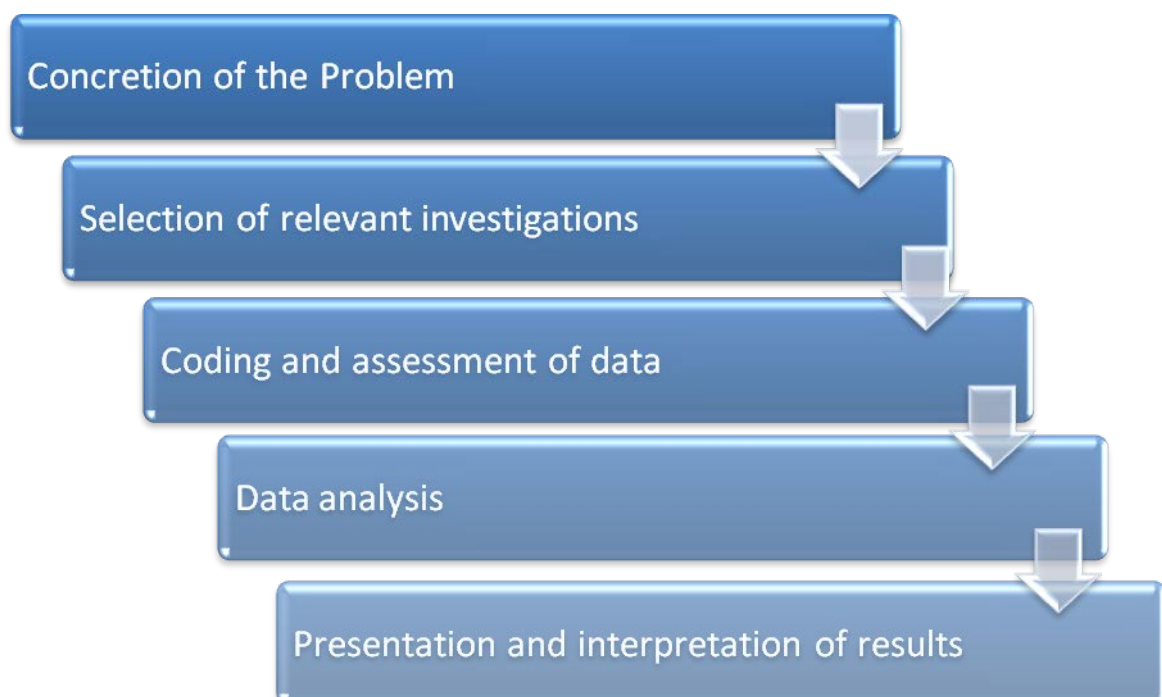 Concretion of the Problem
Selection of relevant investigations
Coding and assessment of data
Data analysis
Presentation and interpretation of results